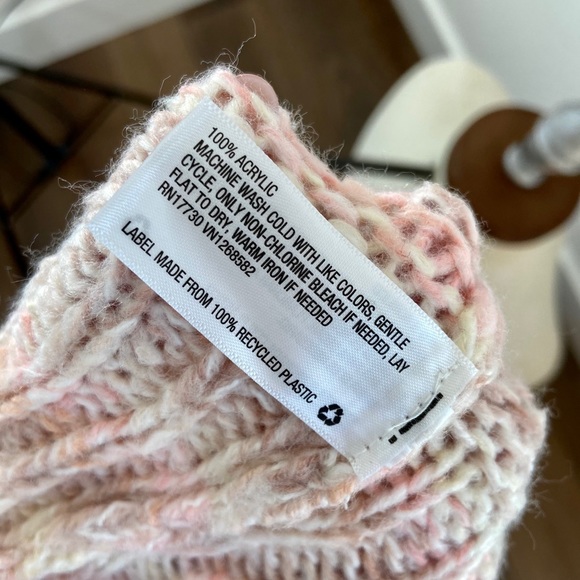 100% ACRYLIC
MACHINE WASH COLD WITH LIKE COLORS, GENTLE
CYCLE. ONLY NON-CHLORINE BLEACH IF NEEDED, LAY
FLAT TO DRY. WARM IRON IF NEEDED
RN17730 VN1268582
LABEL MADE FROM 100% RECYCLED PLASTIC